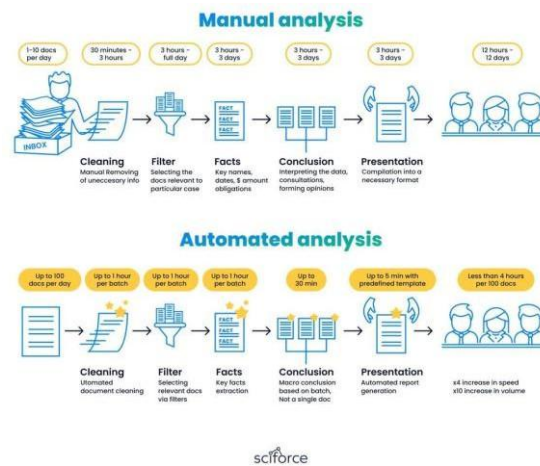 Manual analysis
1-10 docs
per day
30 minutes -
3 hours
3 hours -
full day
3 hours -
3 days
3 hours -
3 days
3 hours -
3 days
12 hours -
12 days
INBOX
FACT
FACT
FACT
Cleaning
Manual Removing
of uneccesary info
Filter
Selecting the
docs relevant to
particular case
Facts
Key names,
dates, $ amount
obligations
Conclusion
Interpreting the data,
consultations,
forming opinions
Presentation
Compilation into a
necessary format
Automated analysis
Up to 100
docs per day
Up to 1 hour
per batch
Up to 1 hour
per batch
Up to 1 hour
per batch
Up to
30 min
Up to 5 min with
predefined template
Less than 4 hours
per 100 docs
FACT
FACT
FACT
Cleaning
Utomated
document cleaning
Filter
Selecting
relevant docs
via filters
Facts
Key facts
extraction
Conclusion
Macro conclusion
based on batch,
Not a single doc
Presentation
Automated report
generation
x4 increase in speed
x10 increase in volume
sciforce